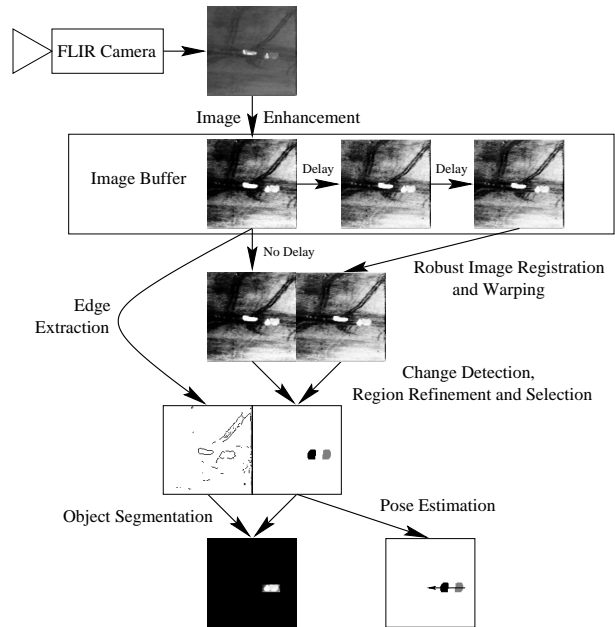 FLIR Camera
Image Enhancement
Image Buffer
Delay
Delay
No Delay
Robust Image Registration
and Warping
Edge
Extraction
Change Detection,
Region Refinement and Selection
Object Segmentation
Pose Estimation